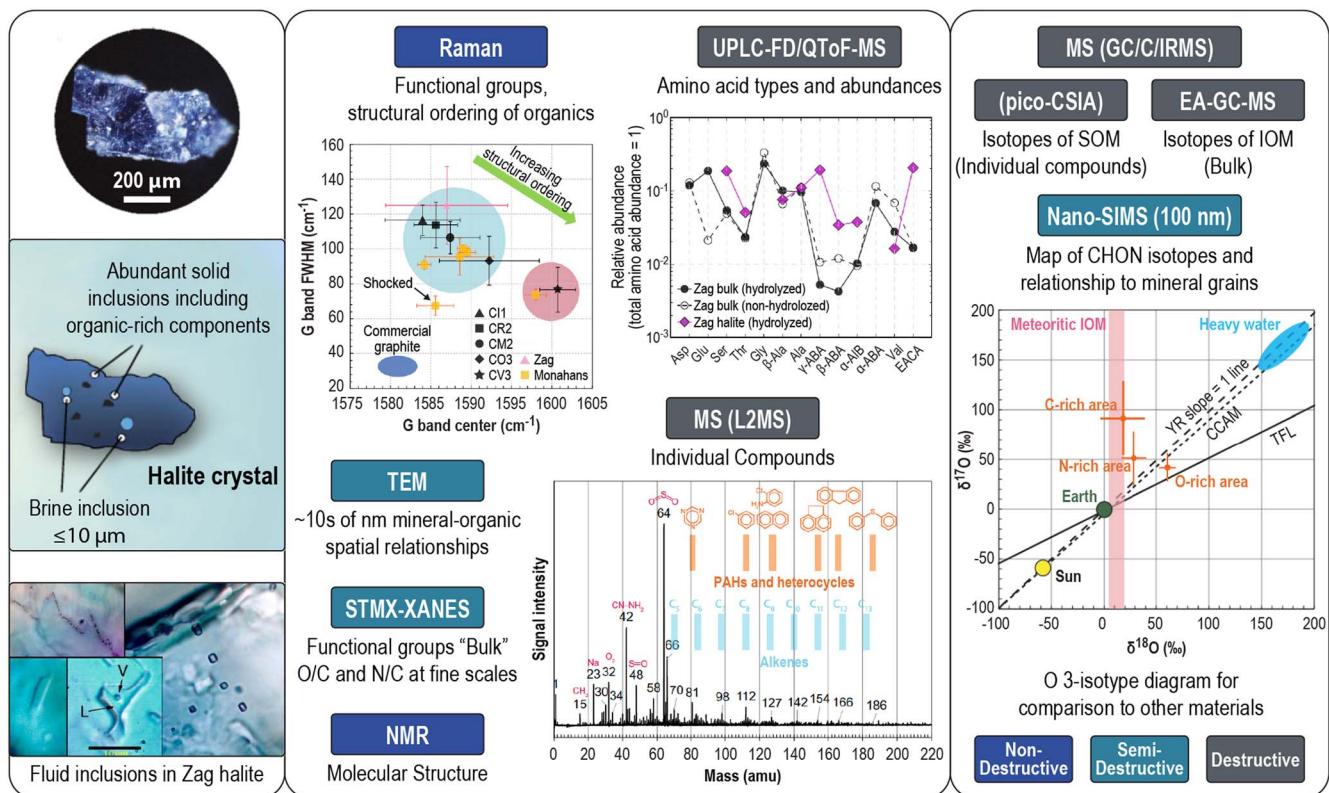 200 µm
Abundant solid
inclusions including
organic-rich components
Halite crystal
Brine inclusion
≤10 µm
V
L
Fluid inclusions in Zag halite
Raman
Functional groups,
structural ordering of organics
G band FWHM (cm-1)
160
140
120
100
80
60
40
20
Increasing
structural ordering
Shocked
Commercial
graphite
CI1
CR2
CM2
CO3
CV3
Zag
Monahans
1575 1580 1585 1590 1595 1600 1605
G band center (cm-1)
TEM
~10s of nm mineral-organic
spatial relationships
STMX-XANES
Functional groups “Bulk”
O/C and N/C at fine scales
NMR
Molecular Structure
UPLC-FD/QToF-MS
Amino acid types and abundances
Relative abundance
(total amino acid abundance = 1)
10^0
10^-1
10^-2
10^-3
Zag bulk (hydrolyzed)
Zag bulk (non-hydrolozed)
Zag halite (hydrolyzed)
Asp Glu Ser Thr Gly β-Ala Ala γ-ABA β-ABA α-AIB α-ABA Val EACA
MS (L2MS)
Individual Compounds
Signal intensity
S
O O
64
N
N N
Cl
Cl
H2N
S
PAHs and heterocycles
CN-NH2
42
C5 C6 C7 C8 C9 C10 C11 C12 C13
Alkenes
66
Na
23
O2
32
S=O
48
CH3
15
1
30
34
58
70
81
98
112
127
142
154
166
186
0 20 40 60 80 100 120 140 160 180 200 220
Mass (amu)
MS (GC/C/IRMS)
(pico-CSIA)
Isotopes of SOM
(Individual compounds)
EA-GC-MS
Isotopes of IOM
(Bulk)
Nano-SIMS (100 nm)
Map of CHON isotopes and
relationship to mineral grains
δ17O (‰)
200
150
100
50
0
-50
-100
Meteoritic IOM
Heavy water
C-rich area
YR slope = 1 line
CCAM
TFL
N-rich area
O-rich area
Earth
Sun
-100 -50 0 50 100 150 200
δ18O (‰)
O 3-isotype diagram for
comparison to other materials
Non-
Destructive
Semi-
Destructive
Destructive